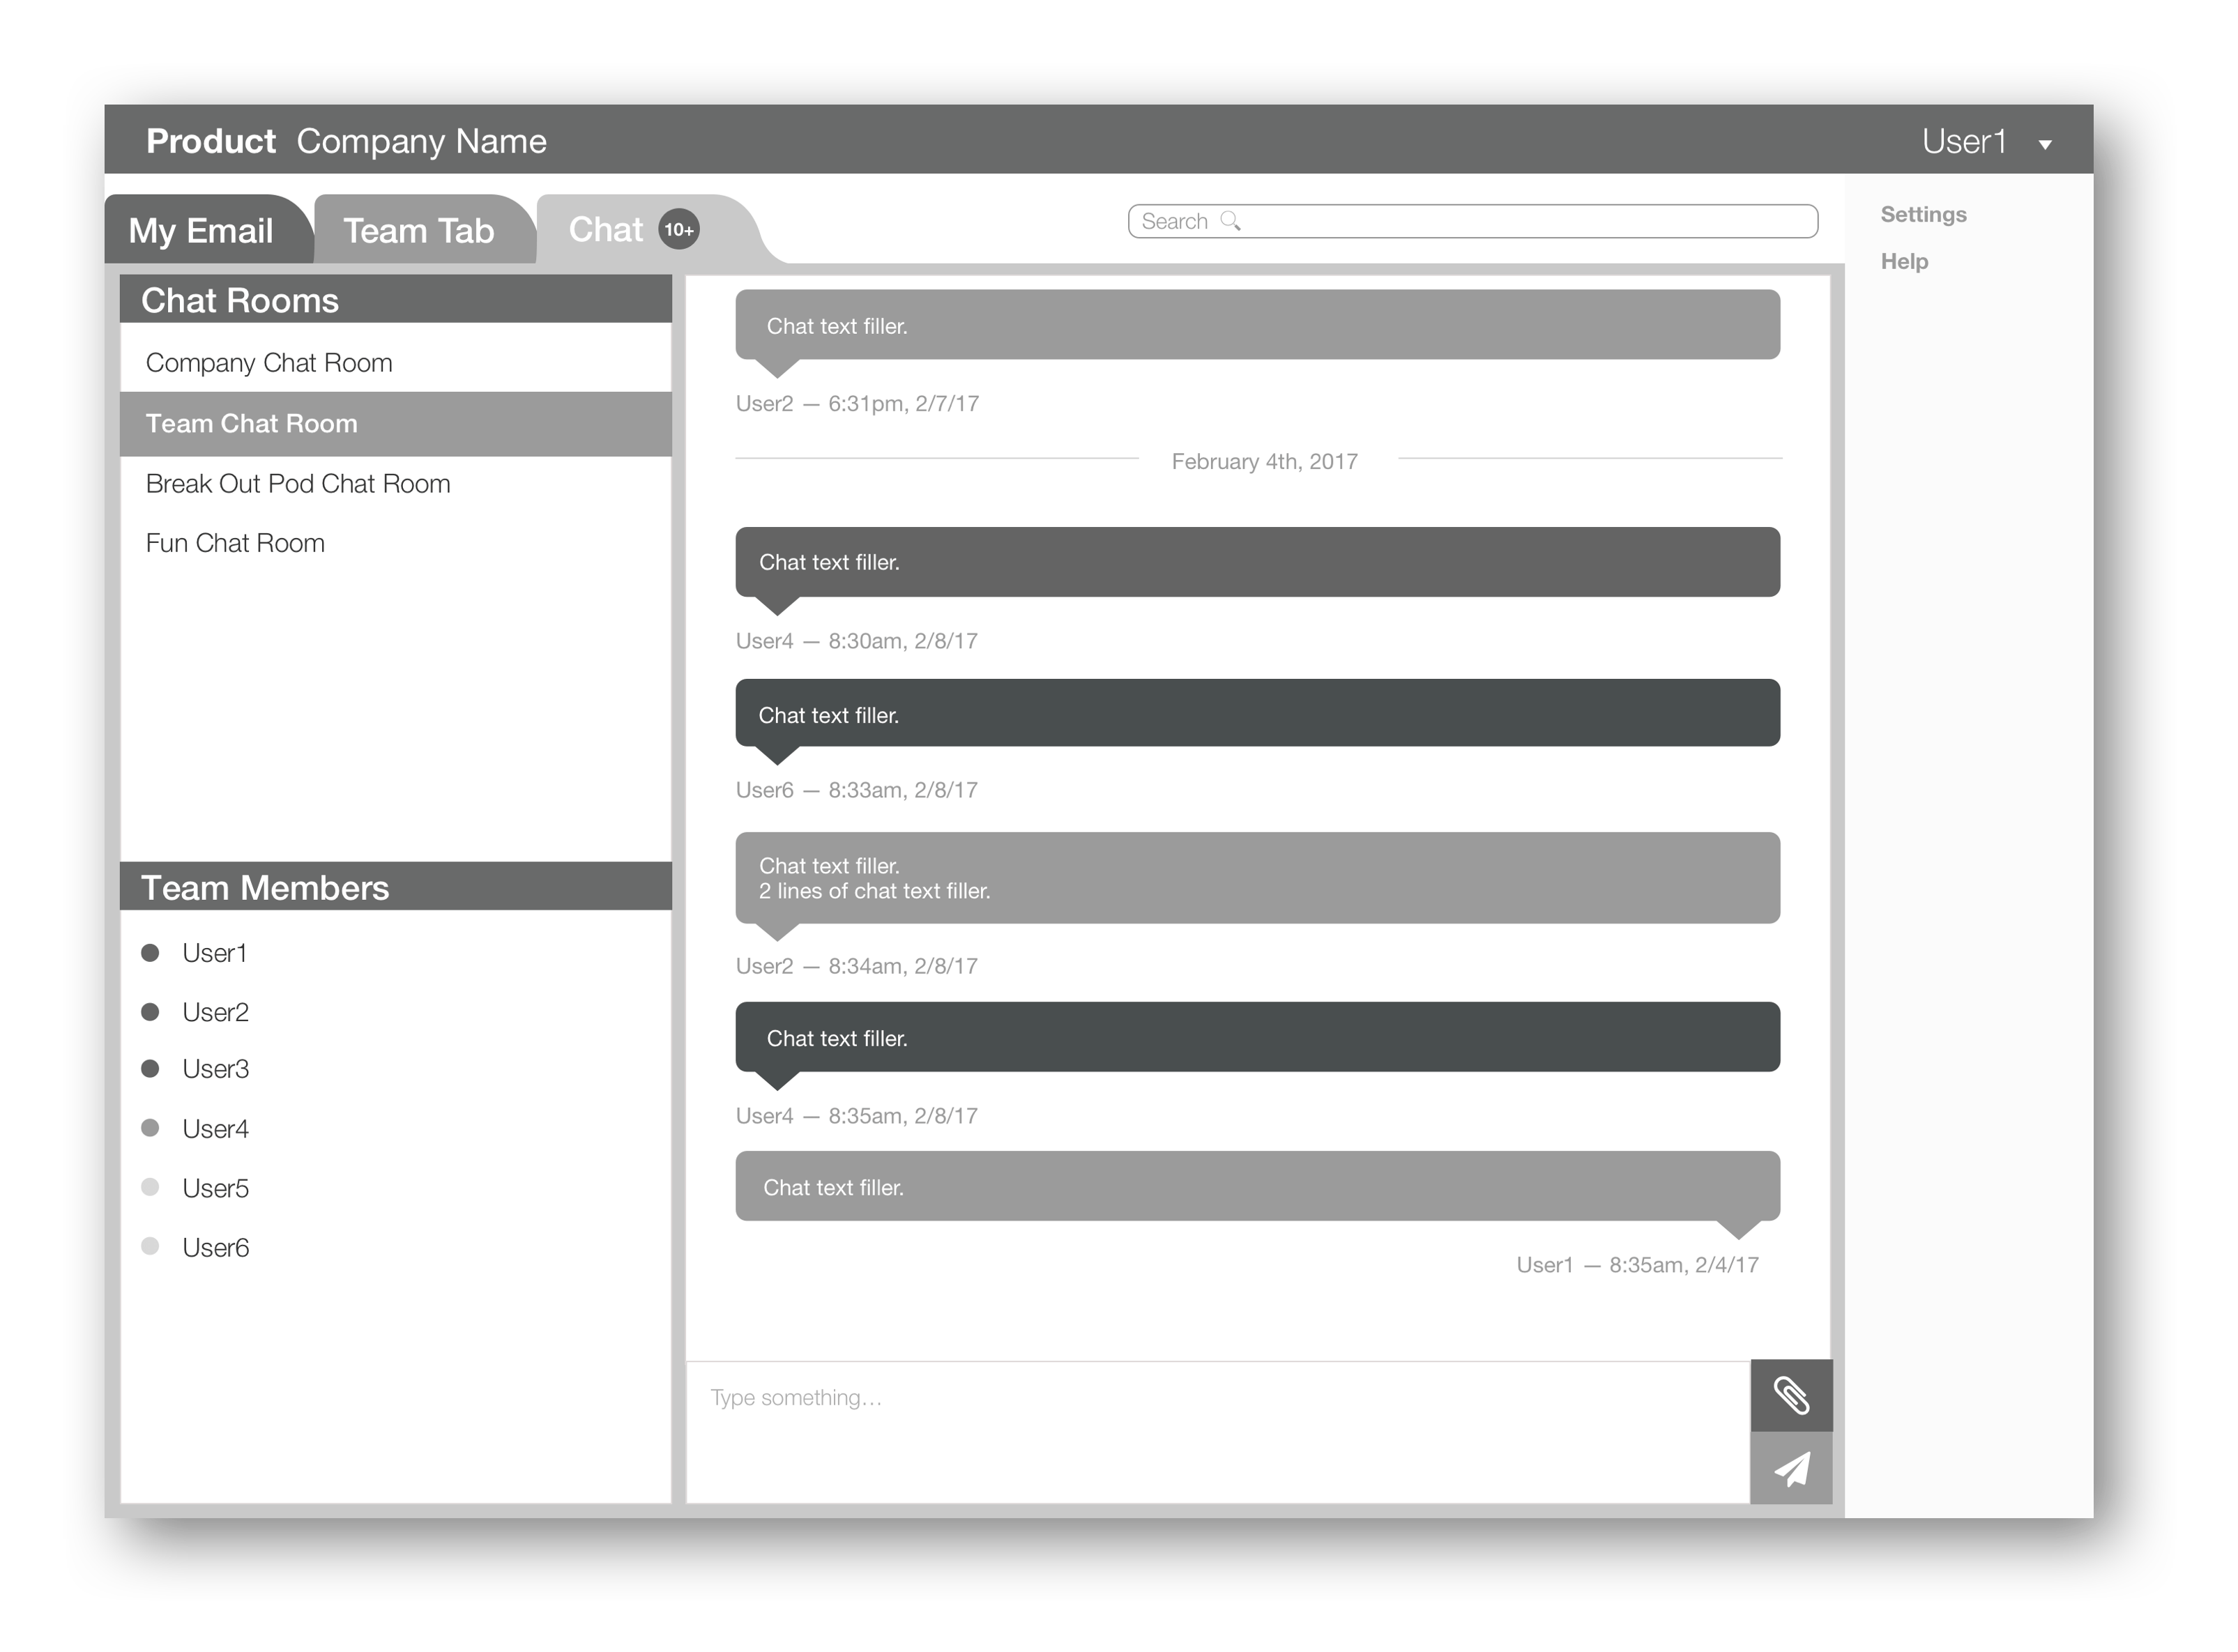 Product Company Name
User1
My Email
Team Tab
Chat 10+
Search
Settings
Help
Chat Rooms
Company Chat Room
Team Chat Room
Break Out Pod Chat Room
Fun Chat Room
Team Members
User1
User2
User3
User4
User5
User6
Chat text filler.
User2 — 6:31pm, 2/7/17
February 4th, 2017
Chat text filler.
User4 — 8:30am, 2/8/17
Chat text filler.
User6 — 8:33am, 2/8/17
Chat text filler.
2 lines of chat text filler.
User2 — 8:34am, 2/8/17
Chat text filler.
User4 — 8:35am, 2/8/17
Chat text filler.
User1 — 8:35am, 2/4/17
Type something…